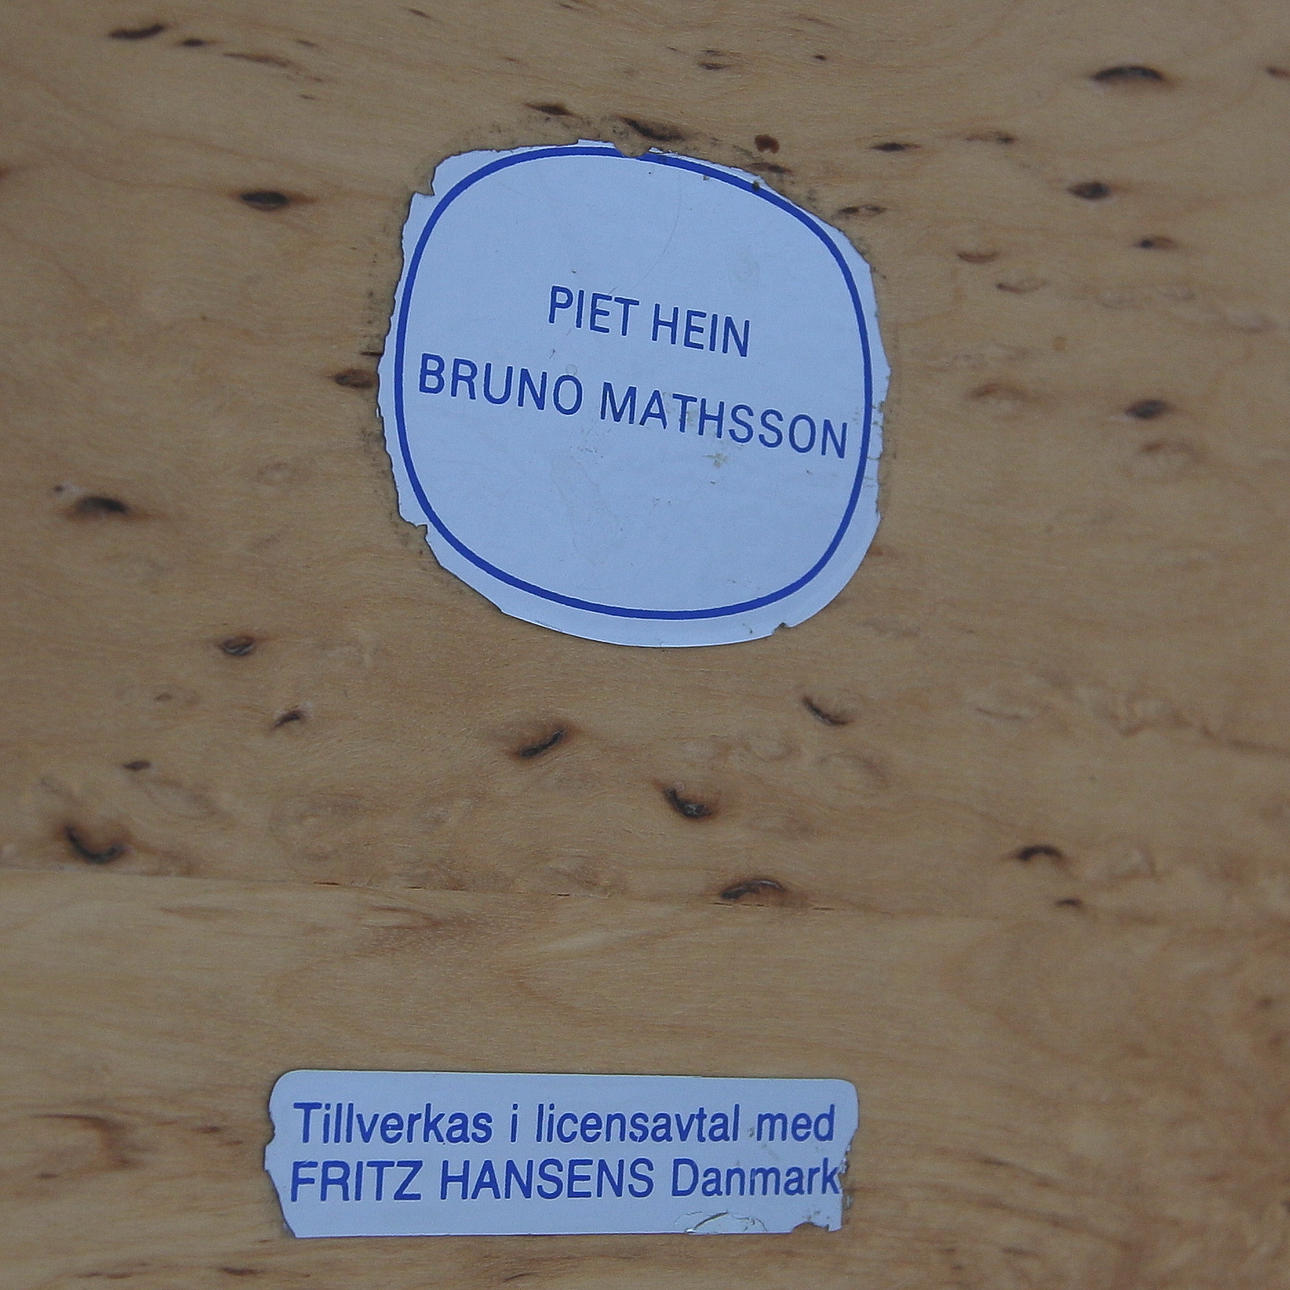 PIET HEIN
BRUNO MATHSSON
Tillverkas i licensavtal med
FRITZ HANSENS Danmark